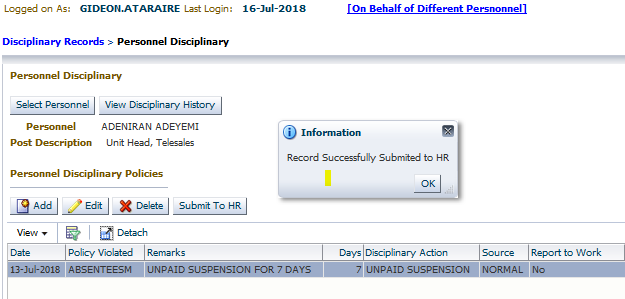 Logged on As: GIDEON.ATARAIRE Last Login: 16-Jul-2018 [On Behalf of Different Persnonnel]
Disciplinary Records > Personnel Disciplinary
Personnel Disciplinary
Select Personnel View Disciplinary History
Personnel ADENIRAN ADEYEMI
Post Description Unit Head, Telesales
Information
Record Successfully Submited to HR
OK
Personnel Disciplinary Policies
Add Edit Delete Submit To HR
View Detach
Date Policy Violated Remarks Days Disciplinary Action Source Report to Work
13-Jul-2018 ABSENTEESM UNPAID SUSPENSION FOR 7 DAYS 7 UNPAID SUSPENSION NORMAL No